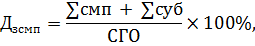 Дзсмп = (∑смп + ∑суб) / СГО × 100%,